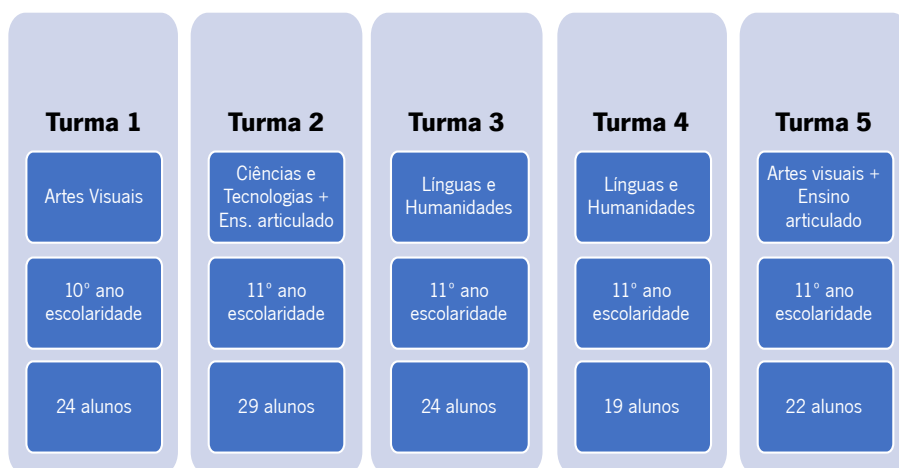 Turma 1
Artes Visuais
10º ano
escolaridade
24 alunos
Turma 2
Ciências e
Tecnologias +
Ens. articulado
11º ano
escolaridade
29 alunos
Turma 3
Línguas e
Humanidades
11º ano
escolaridade
24 alunos
Turma 4
Línguas e
Humanidades
11º ano
escolaridade
19 alunos
Turma 5
Artes visuais +
Ensino
articulado
11º ano
escolaridade
22 alunos